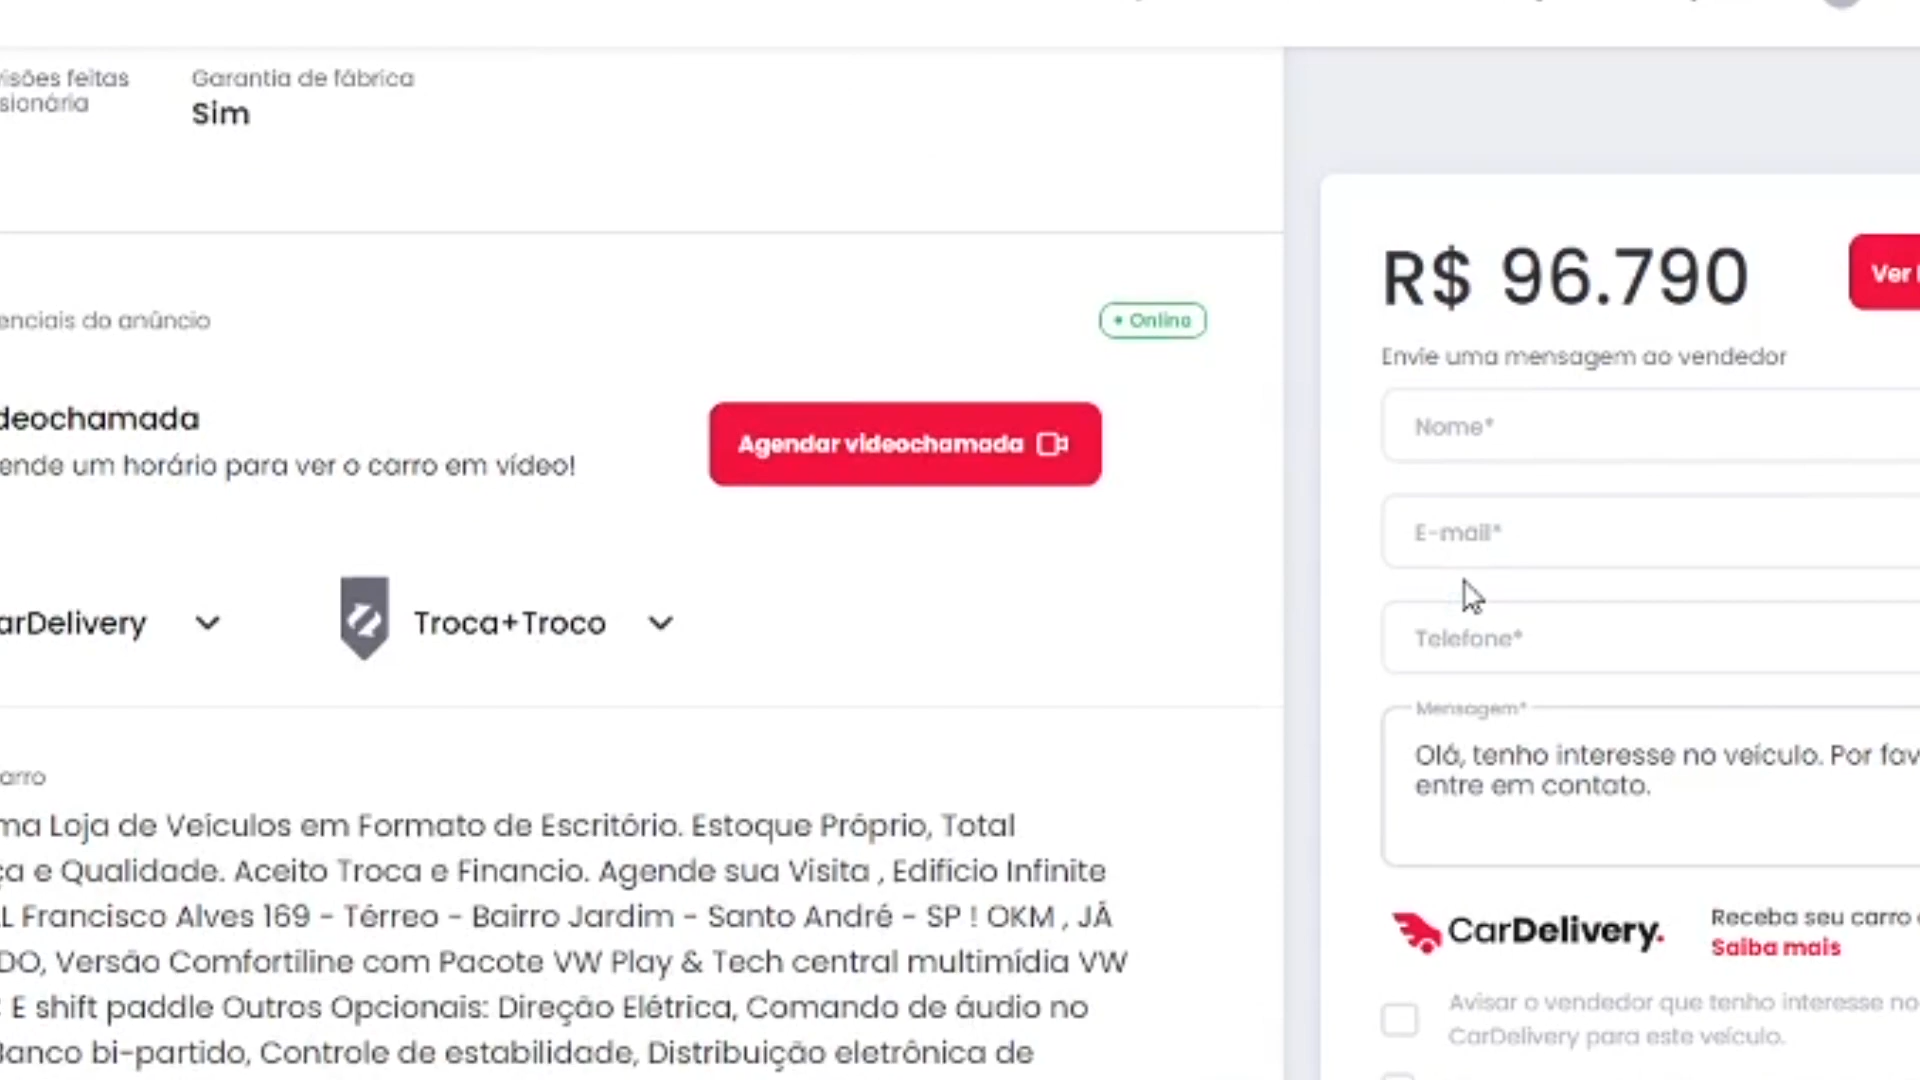 isões feitas
sionária
Garantia de fábrica
Sim
enciais do anúncio
• Online
deochamada
ende um horário para ver o carro em vídeo!
Agendar videochamada
arDelivery
Troca+Troco
arro
ma Loja de Veículos em Formato de Escritório. Estoque Próprio, Total
ça e Qualidade. Aceito Troca e Financio. Agende sua Visita , Edifício Infinite
L Francisco Alves 169 - Térreo - Bairro Jardim - Santo André - SP ! OKM , JÁ
DO, Versão Comfortiline com Pacote VW Play & Tech central multimídia VW
E shift paddle Outros Opcionais: Direção Elétrica, Comando de áudio no
Banco bi-partido, Controle de estabilidade, Distribuição eletrônica de
R$ 96.790
Ver
Envie uma mensagem ao vendedor
Nome*
E-mail*
Telefone*
Mensagem*
Olá, tenho interesse no veículo. Por fav
entre em contato.
CarDelivery.
Receba seu carro
Saiba mais
Avisar o vendedor que tenho interesse no
CarDelivery para este veículo.